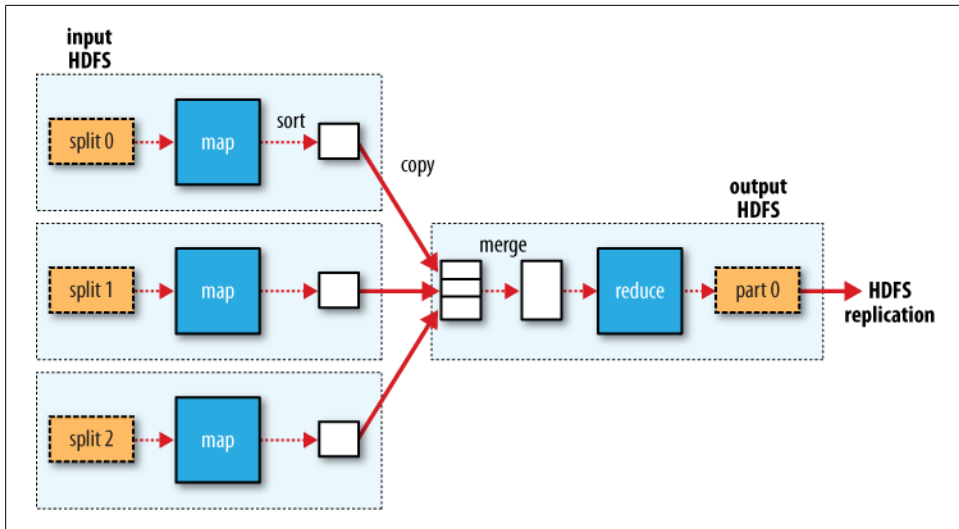 input
HDFS
split 0
map
sort
copy
split 1
map
split 2
map
merge
reduce
output
HDFS
part 0
HDFS
replication